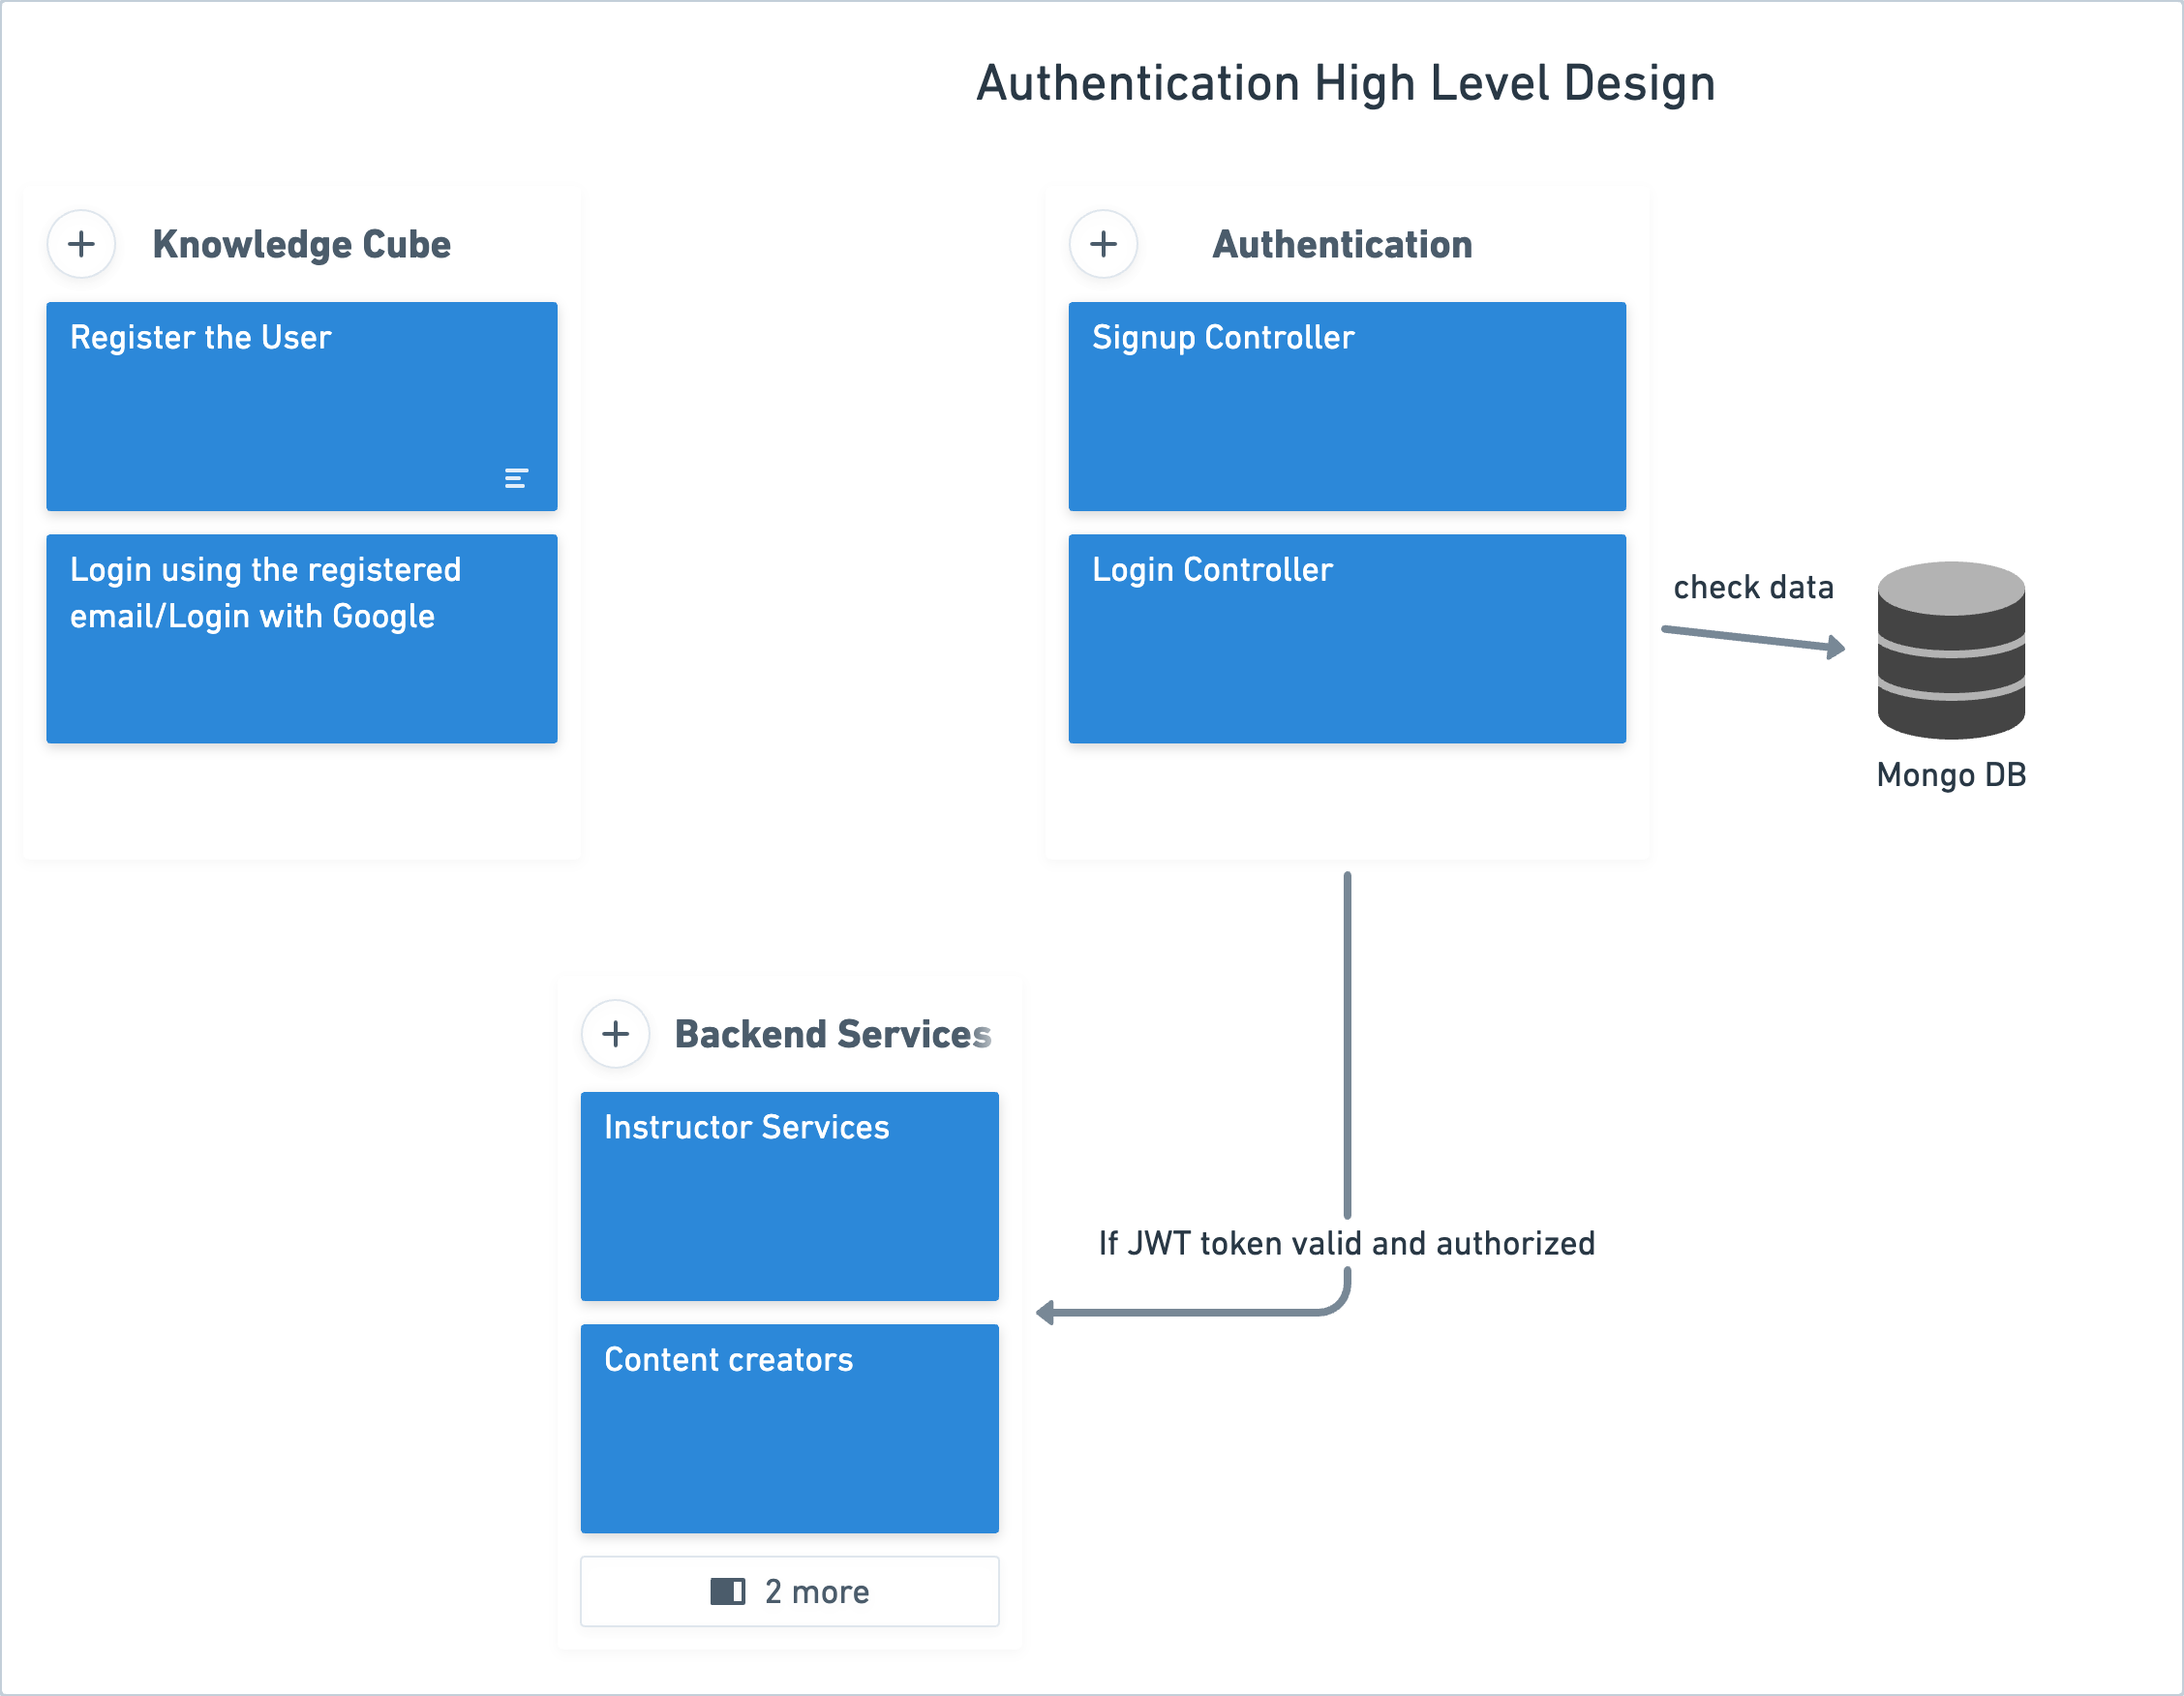 Authentication High Level Design
Knowledge Cube
Register the User
Login using the registered
email/Login with Google
Authentication
Signup Controller
Login Controller
check data
Mongo DB
Backend Services
Instructor Services
Content creators
2 more
If JWT token valid and authorized